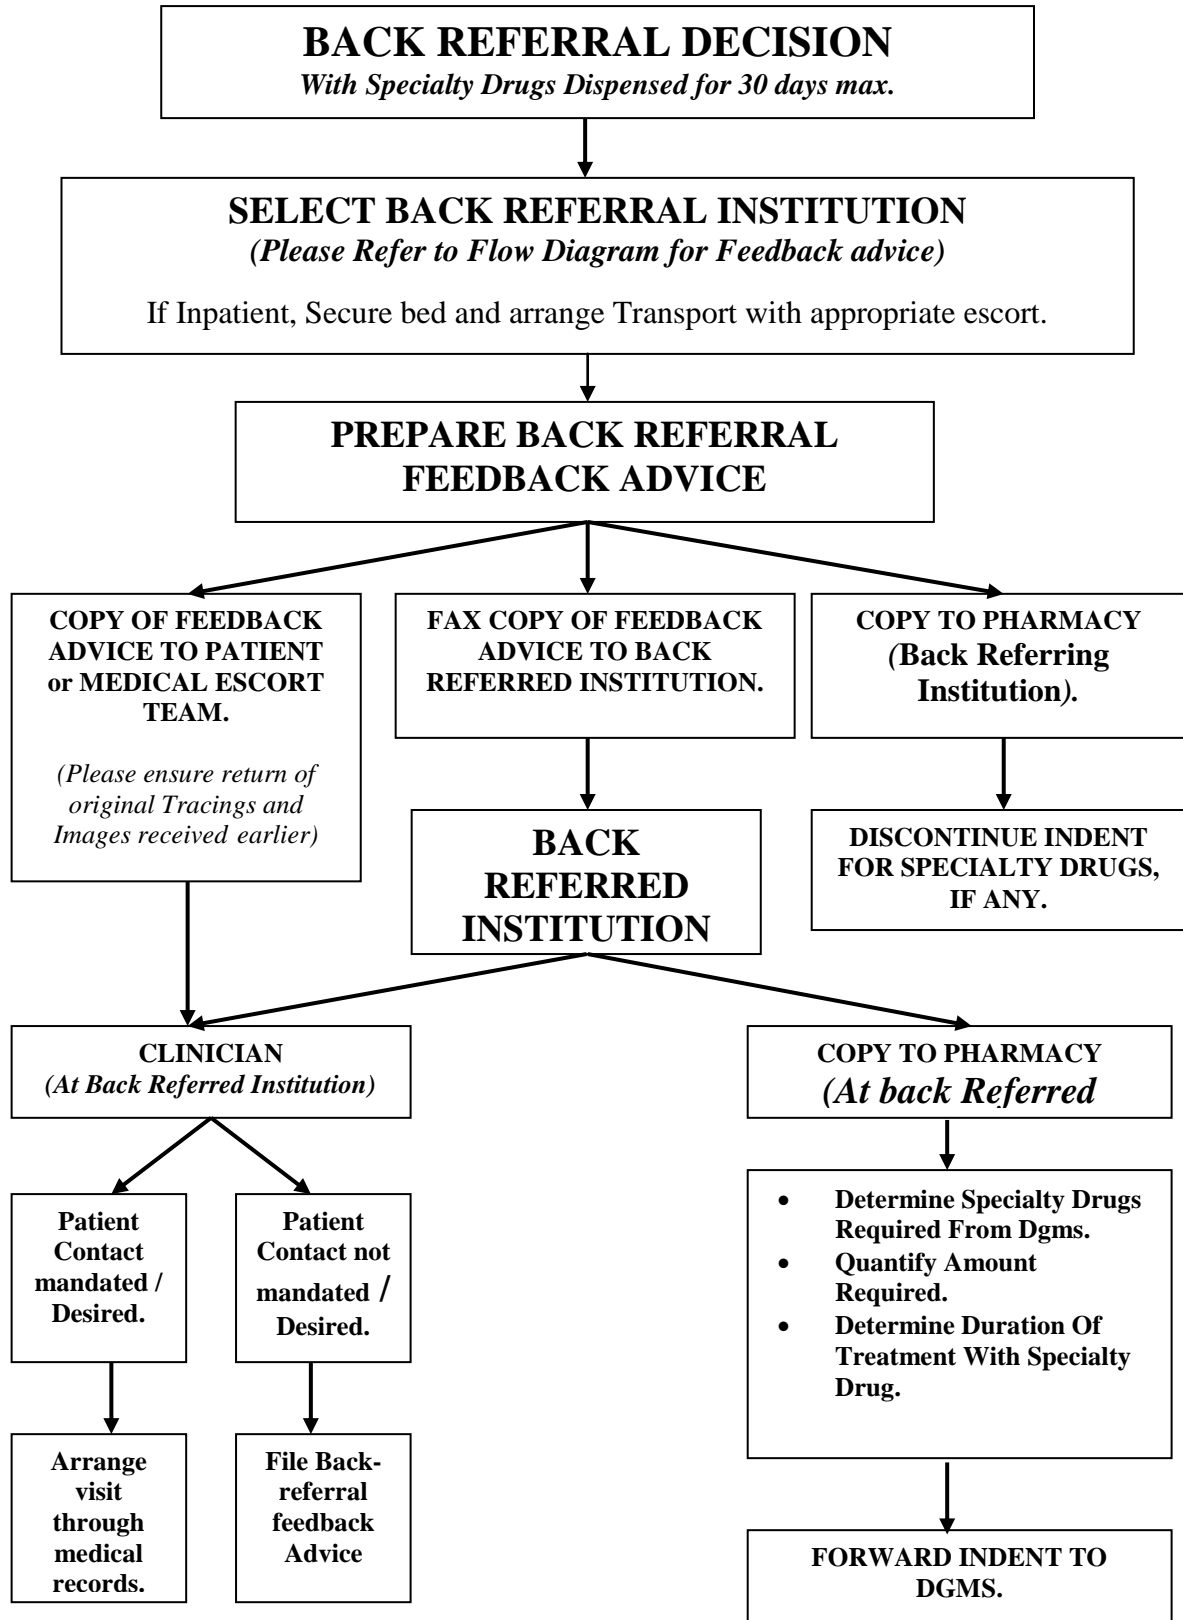 BACK REFERRAL DECISION
With Specialty Drugs Dispensed for 30 days max.
SELECT BACK REFERRAL INSTITUTION
(Please Refer to Flow Diagram for Feedback advice)
If Inpatient, Secure bed and arrange Transport with appropriate escort.
PREPARE BACK REFERRAL
FEEDBACK ADVICE
COPY OF FEEDBACK
ADVICE TO PATIENT
or MEDICAL ESCORT
TEAM.
(Please ensure return of
original Tracings and
Images received earlier)
FAX COPY OF FEEDBACK
ADVICE TO BACK
REFERRED INSTITUTION.
COPY TO PHARMACY
(Back Referring
Institution).
BACK
REFERRED
INSTITUTION
DISCONTINUE INDENT
FOR SPECIALTY DRUGS,
IF ANY.
CLINICIAN
(At Back Referred Institution)
COPY TO PHARMACY
(At back Referred
Patient
Contact
mandated /
Desired.
Patient
Contact not
mandated /
Desired.
• Determine Specialty Drugs
Required From Dgms.
• Quantify Amount
Required.
• Determine Duration Of
Treatment With Specialty
Drug.
Arrange
visit
through
medical
records.
File Back-
referral
feedback
Advice
FORWARD INDENT TO
DGMS.